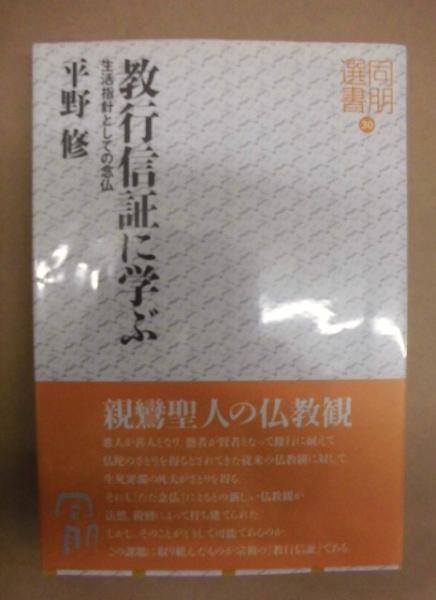 同朋
選書
30
教行信証に学ぶ
生活指針としての念仏
平野 修
親鸞聖人の仏教観
悪人が善人となり、愚者が賢者となって修行に耐えて
仏陀のさとりを得るとされてきた従来の仏教観に対して、
生死罪濁の凡夫がさとりを得る、
それも「ただ念仏」によるとの新しい仏教観が
法然、親鸞によって打ち建てられた。
しかし、そのことがどうして可能であるのか
この課題に取り組んだものが宗祖の『教行信証』である。
同朋